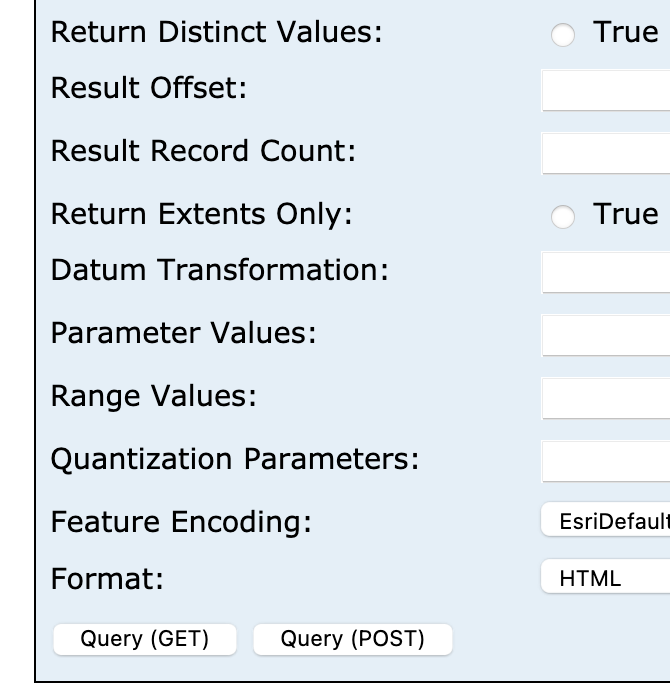 Return Distinct Values: True
Result Offset:
Result Record Count:
Return Extents Only: True
Datum Transformation:
Parameter Values:
Range Values:
Quantization Parameters:
Feature Encoding: EsriDefault
Format: HTML
Query (GET) Query (POST)